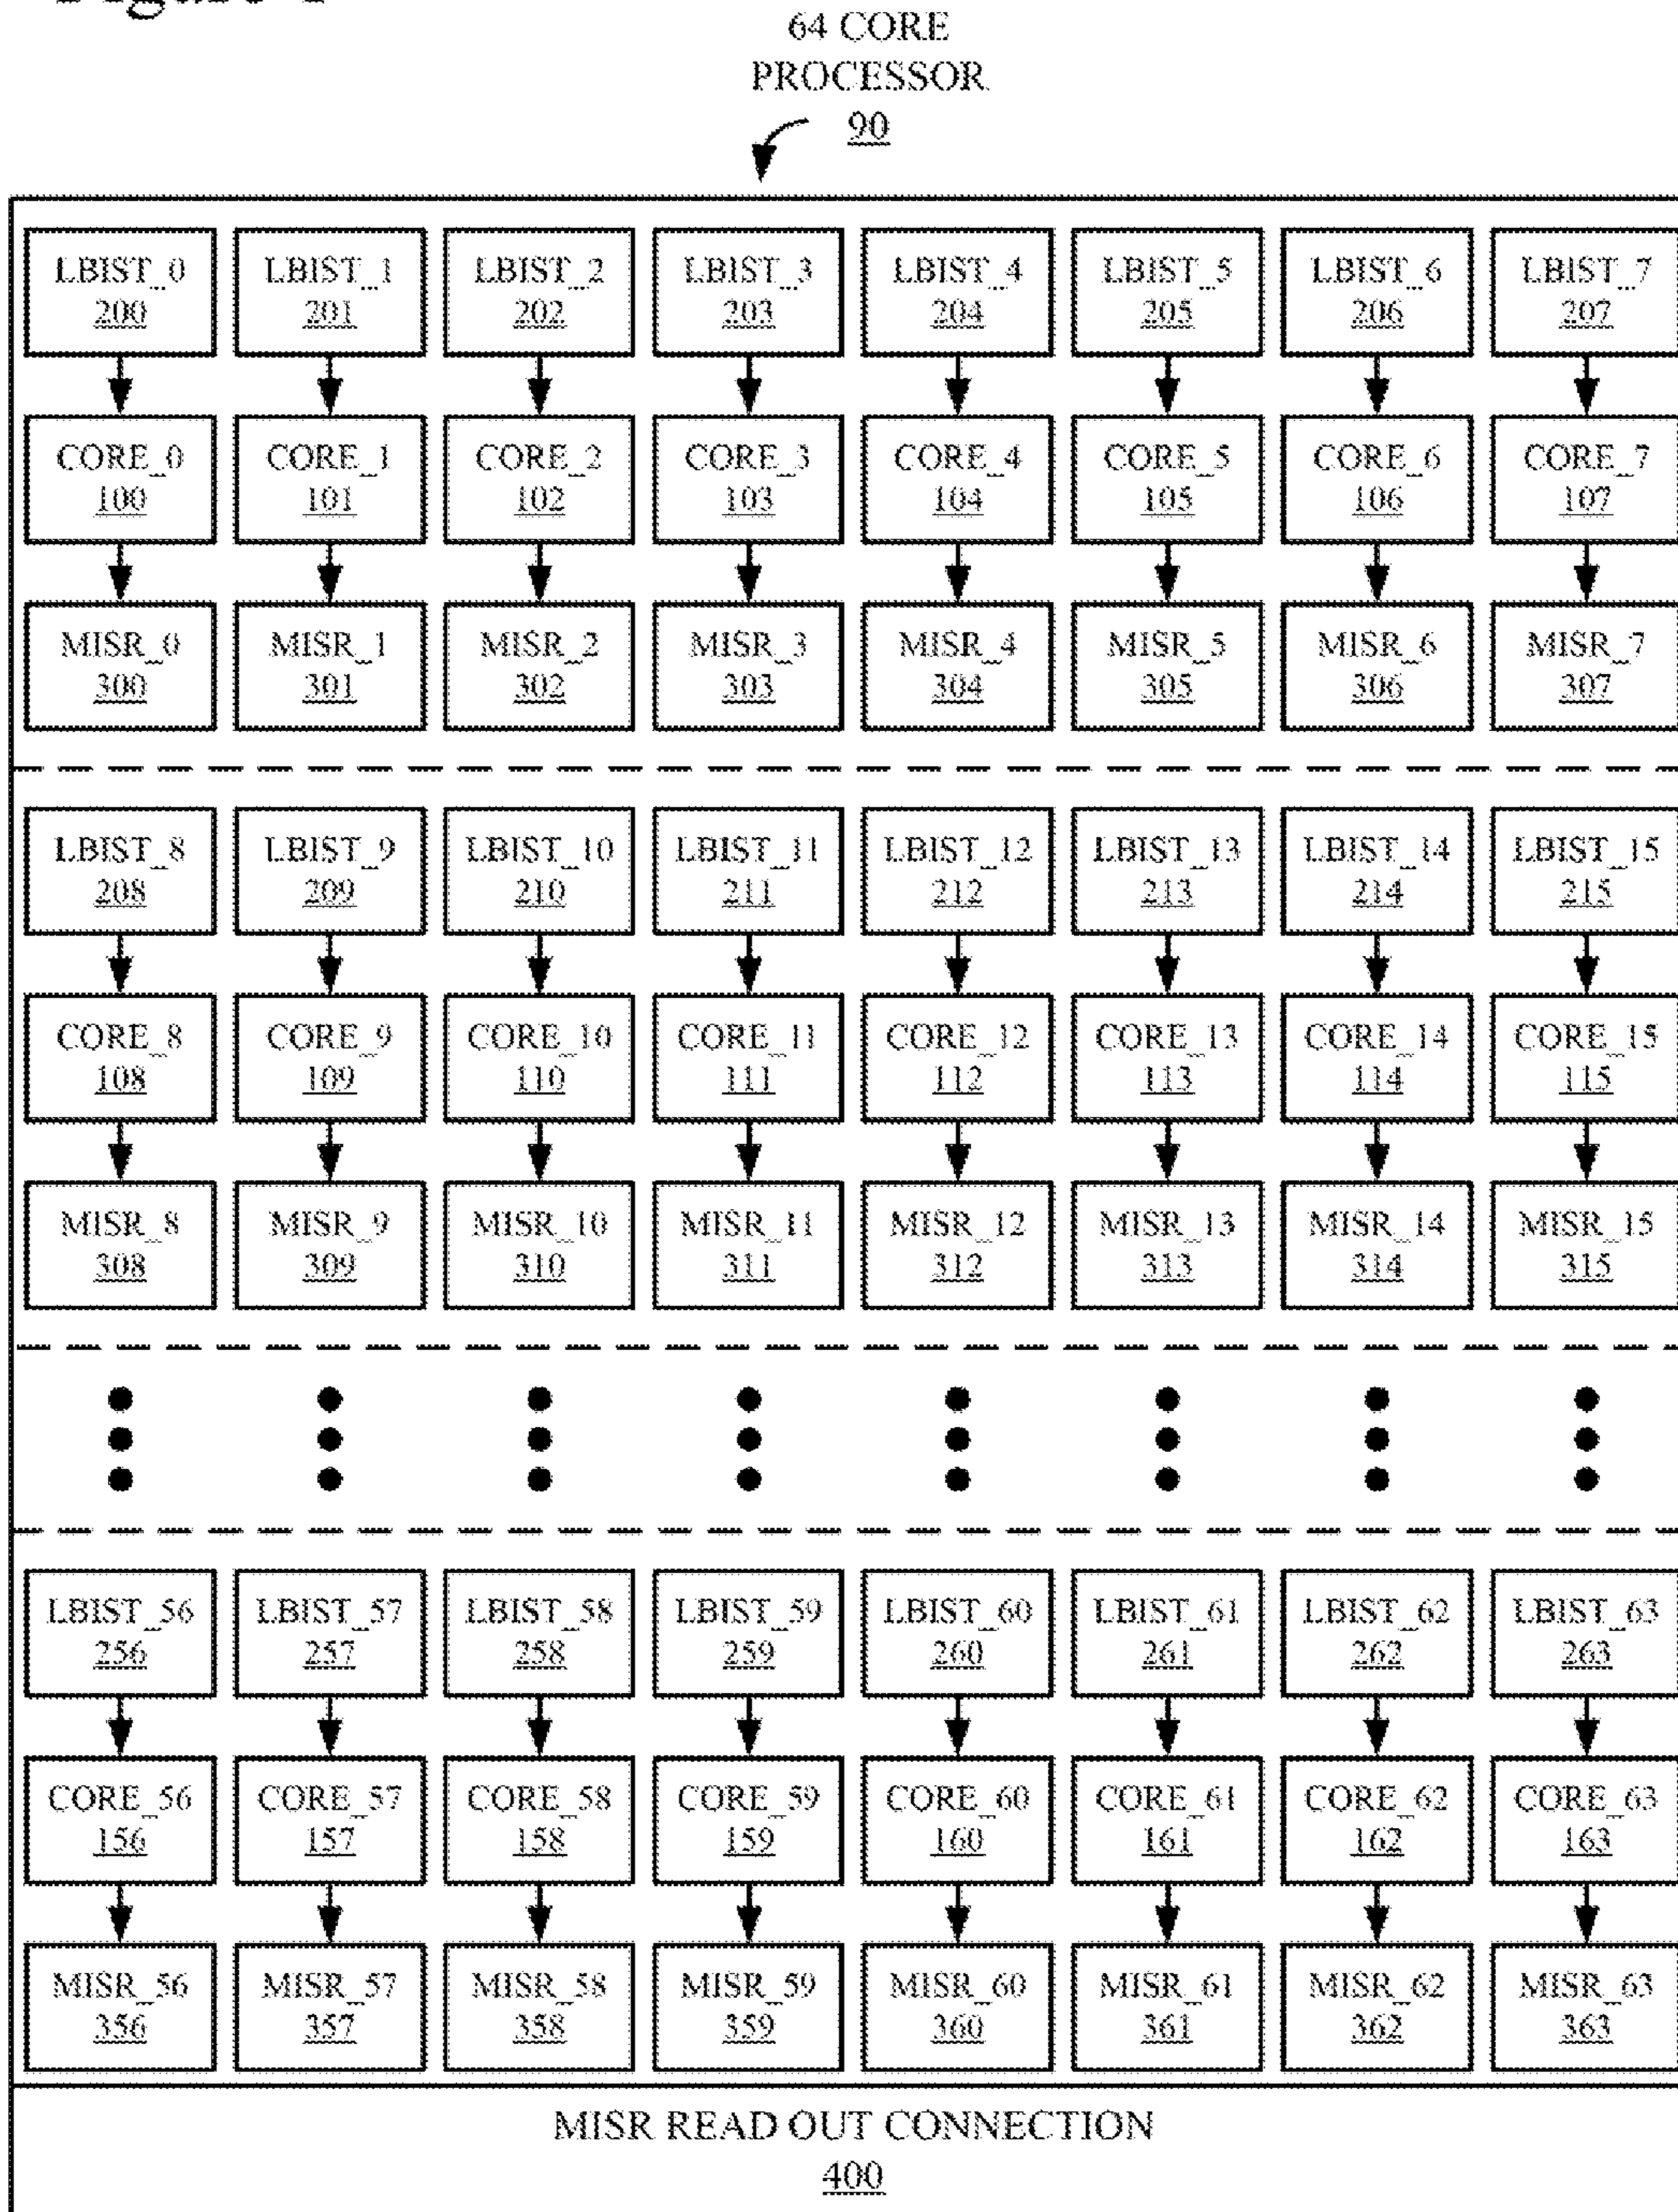 64 CORE
PROCESSOR
90
LBIST_0 LBIST_1 LBIST_2 LBIST_3 LBIST_4 LBIST_5 LBIST_6 LBIST_7
200 201 202 203 204 205 206 207
CORE_0 CORE_1 CORE_2 CORE_3 CORE_4 CORE_5 CORE_6 CORE_7
100 101 102 103 104 105 106 107
MISR_0 MISR_1 MISR_2 MISR_3 MISR_4 MISR_5 MISR_6 MISR_7
300 301 302 303 304 305 306 307
LBIST_8 LBIST_9 LBIST_10 LBIST_11 LBIST_12 LBIST_13 LBIST_14 LBIST_15
208 209 210 211 212 213 214 215
CORE_8 CORE_9 CORE_10 CORE_11 CORE_12 CORE_13 CORE_14 CORE_15
108 109 110 111 112 113 114 115
MISR_8 MISR_9 MISR_10 MISR_11 MISR_12 MISR_13 MISR_14 MISR_15
308 309 310 311 312 313 314 315
LBIST_56 LBIST_57 LBIST_58 LBIST_59 LBIST_60 LBIST_61 LBIST_62 LBIST_63
256 257 258 259 260 261 262 263
CORE_56 CORE_57 CORE_58 CORE_59 CORE_60 CORE_61 CORE_62 CORE_63
156 157 158 159 160 161 162 163
MISR_56 MISR_57 MISR_58 MISR_59 MISR_60 MISR_61 MISR_62 MISR_63
356 357 358 359 360 361 362 363
MISR READ OUT CONNECTION
400